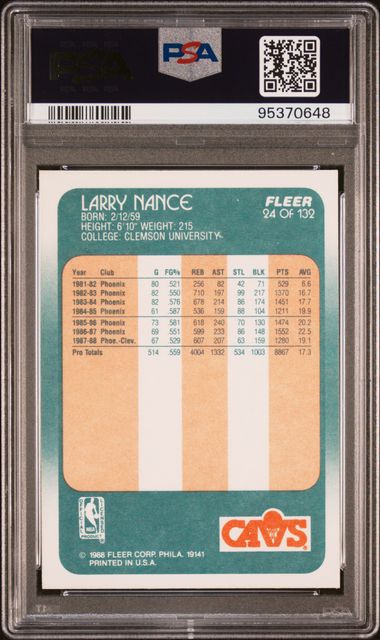 PSA
PSA
95370648
LARRY NANCE
FLEER
BORN: 2/12/59
24 OF 132
HEIGHT: 6'10" WEIGHT: 215
COLLEGE: CLEMSON UNIVERSITY
Year Club G FG% REB AST STL BLK PTS AVG
1981-82 Phoenix 80 521 256 82 42 71 529 6.6
1982-83 Phoenix 82 550 710 197 99 217 1370 16.7
1983-84 Phoenix 82 576 678 214 86 174 1451 17.7
1984-85 Phoenix 61 587 536 159 88 104 1211 19.9
1985-86 Phoenix 73 581 618 240 70 130 1474 20.2
1986-87 Phoenix 69 551 599 233 86 148 1552 22.5
1987-88 Phoe.-Clev. 67 529 607 207 63 159 1280 19.1
Pro Totals 514 559 4004 1332 534 1003 8867 17.3
OFFICIAL LICENSED
NBA
PRODUCT
CAVS
© 1988 FLEER CORP. PHILA. 19141
PRINTED IN U.S.A.